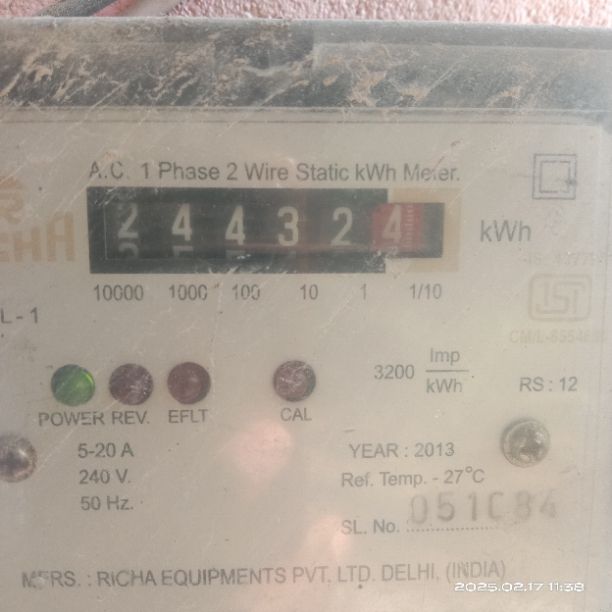 A.C. 1 Phase 2 Wire Static kWh Meter.
2 4 4 3 2 4 kWh
10000 1000 100 10 1 1/10
L-1
3200 Imp/kWh RS : 12
POWER REV. EFLT CAL
5-20 A
240 V.
50 Hz.
YEAR : 2013
Ref. Temp. - 27°C
SL. No.
MFRS. : RICHA EQUIPMENTS PVT. LTD. DELHI, (INDIA)
2025.02.17 11:38